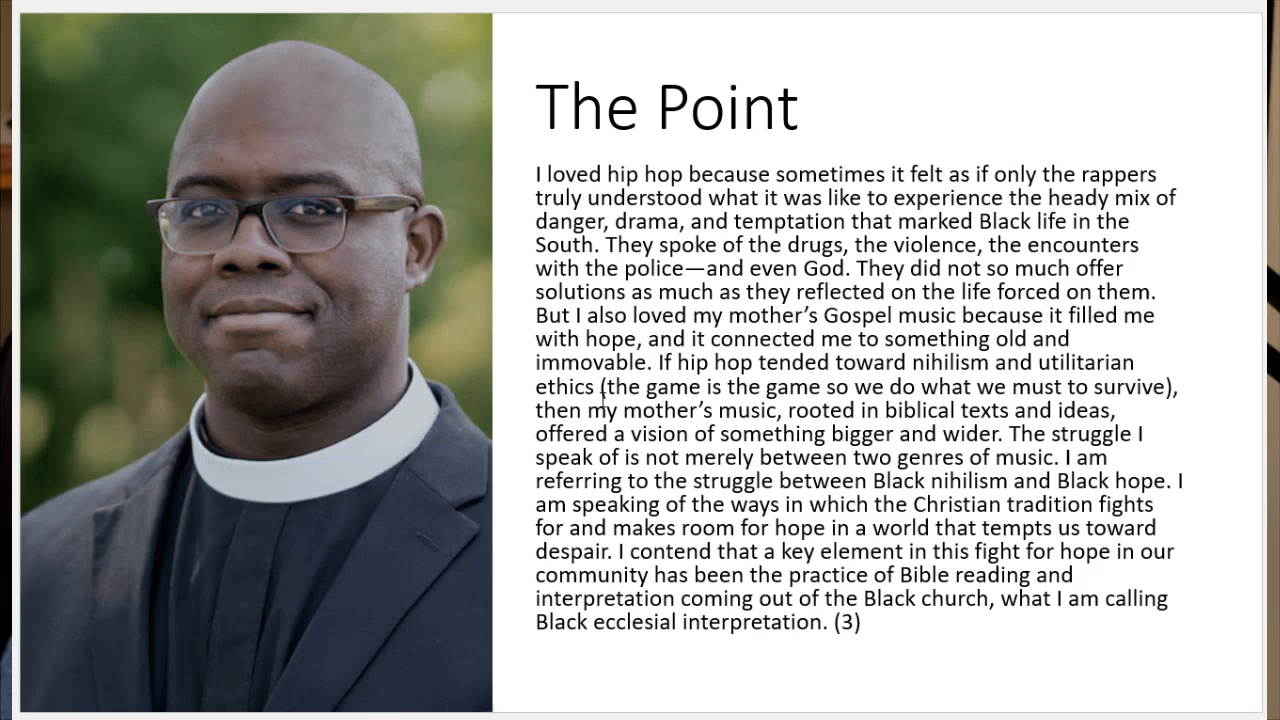 The Point
I loved hip hop because sometimes it felt as if only the rappers
truly understood what it was like to experience the heady mix of
danger, drama, and temptation that marked Black life in the
South. They spoke of the drugs, the violence, the encounters
with the police—and even God. They did not so much offer
solutions as much as they reflected on the life forced on them.
But I also loved my mother’s Gospel music because it filled me
with hope, and it connected me to something old and
immovable. If hip hop tended toward nihilism and utilitarian
ethics (the game is the game so we do what we must to survive),
then my mother’s music, rooted in biblical texts and ideas,
offered a vision of something bigger and wider. The struggle I
speak of is not merely between two genres of music. I am
referring to the struggle between Black nihilism and Black hope. I
am speaking of the ways in which the Christian tradition fights
for and makes room for hope in a world that tempts us toward
despair. I contend that a key element in this fight for hope in our
community has been the practice of Bible reading and
interpretation coming out of the Black church, what I am calling
Black ecclesial interpretation. (3)